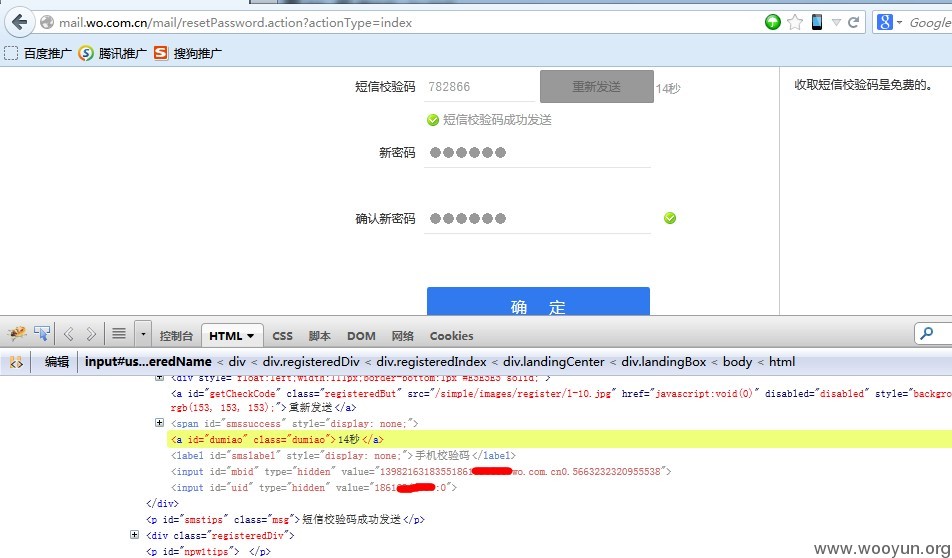 mail.wo.com.cn/mail/resetPassword.action?actionType=index
Google
百度推广 腾讯推广 搜狗推广
短信校验码 782866 重新发送 14秒
收取短信校验码是免费的。
短信校验码成功发送
新密码
确认新密码
确 定
控制台 HTML CSS 脚本 DOM 网络 Cookies
编辑 input#us...eredName < div < div.registeredDiv < div.registeredIndex < div.landingCenter < div.landingBox < body < html
<div style="float:left;width:111px;border-bottom:1px #E5E5E5 solid;">
<a id="getCheckCode" class="registeredBut" src="/simple/images/register/1-10.jpg" href="javascript:void(0)" disabled="disabled" style="backgro
rgb(153, 153, 153);">重新发送</a>
<span id="smssuccess" style="display: none;">
<a id="dumiao" class="dumiao">14秒</a>
<label id="smslabel" style="display: none;">手机校验码</label>
<input id="mbid" type="hidden" value="1398216318355186 wo.com.cn0.5663232320955538">
<input id="uid" type="hidden" value="1861 :0">
</div>
<p id="smstips" class="msg">短信校验码成功发送</p>
<div class="registeredDiv">
<p id="npw1tips"> </p>
www.wooyun.org